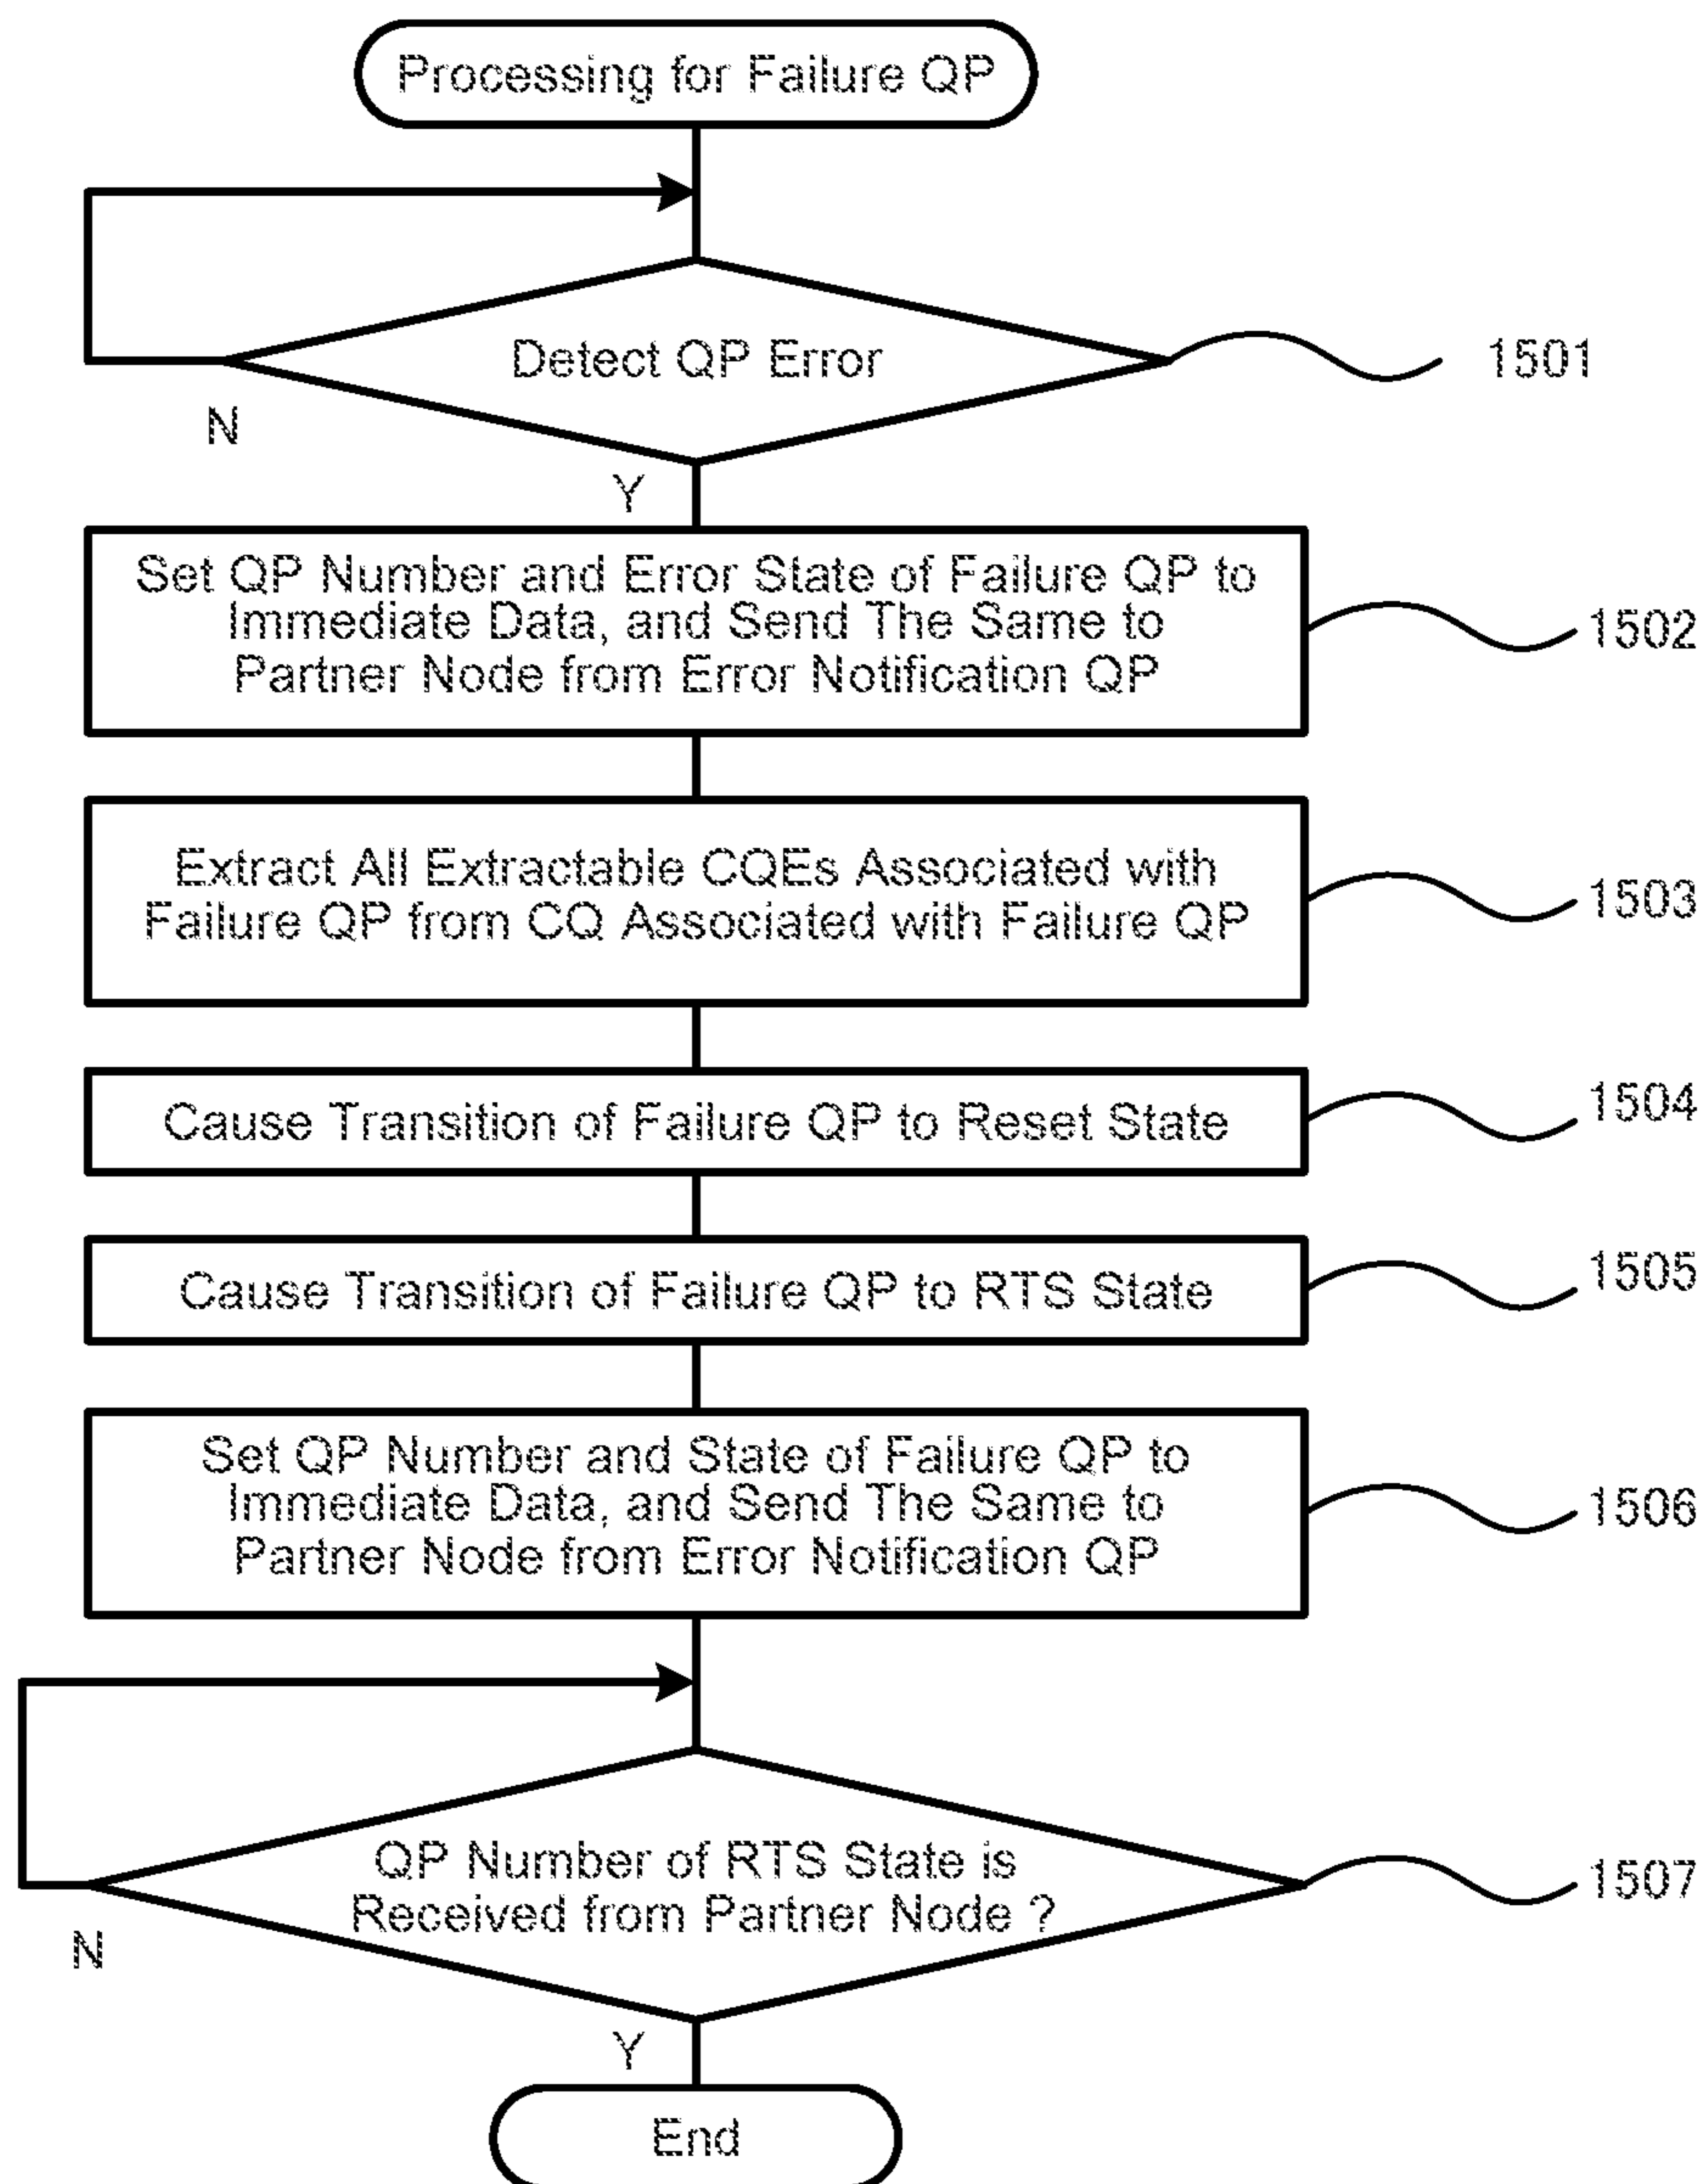 Processing for Failure QP
Detect QP Error
1501
N
Y
Set QP Number and Error State of Failure QP to
Immediate Data, and Send The Same to
Partner Node from Error Notification QP
1502
Extract All Extractable CQEs Associated with
Failure QP from CQ Associated with Failure QP
1503
Cause Transition of Failure QP to Reset State
1504
Cause Transition of Failure QP to RTS State
1505
Set QP Number and State of Failure QP to
Immediate Data, and Send The Same to
Partner Node from Error Notification QP
1506
QP Number of RTS State is
Received from Partner Node ?
1507
N
Y
End